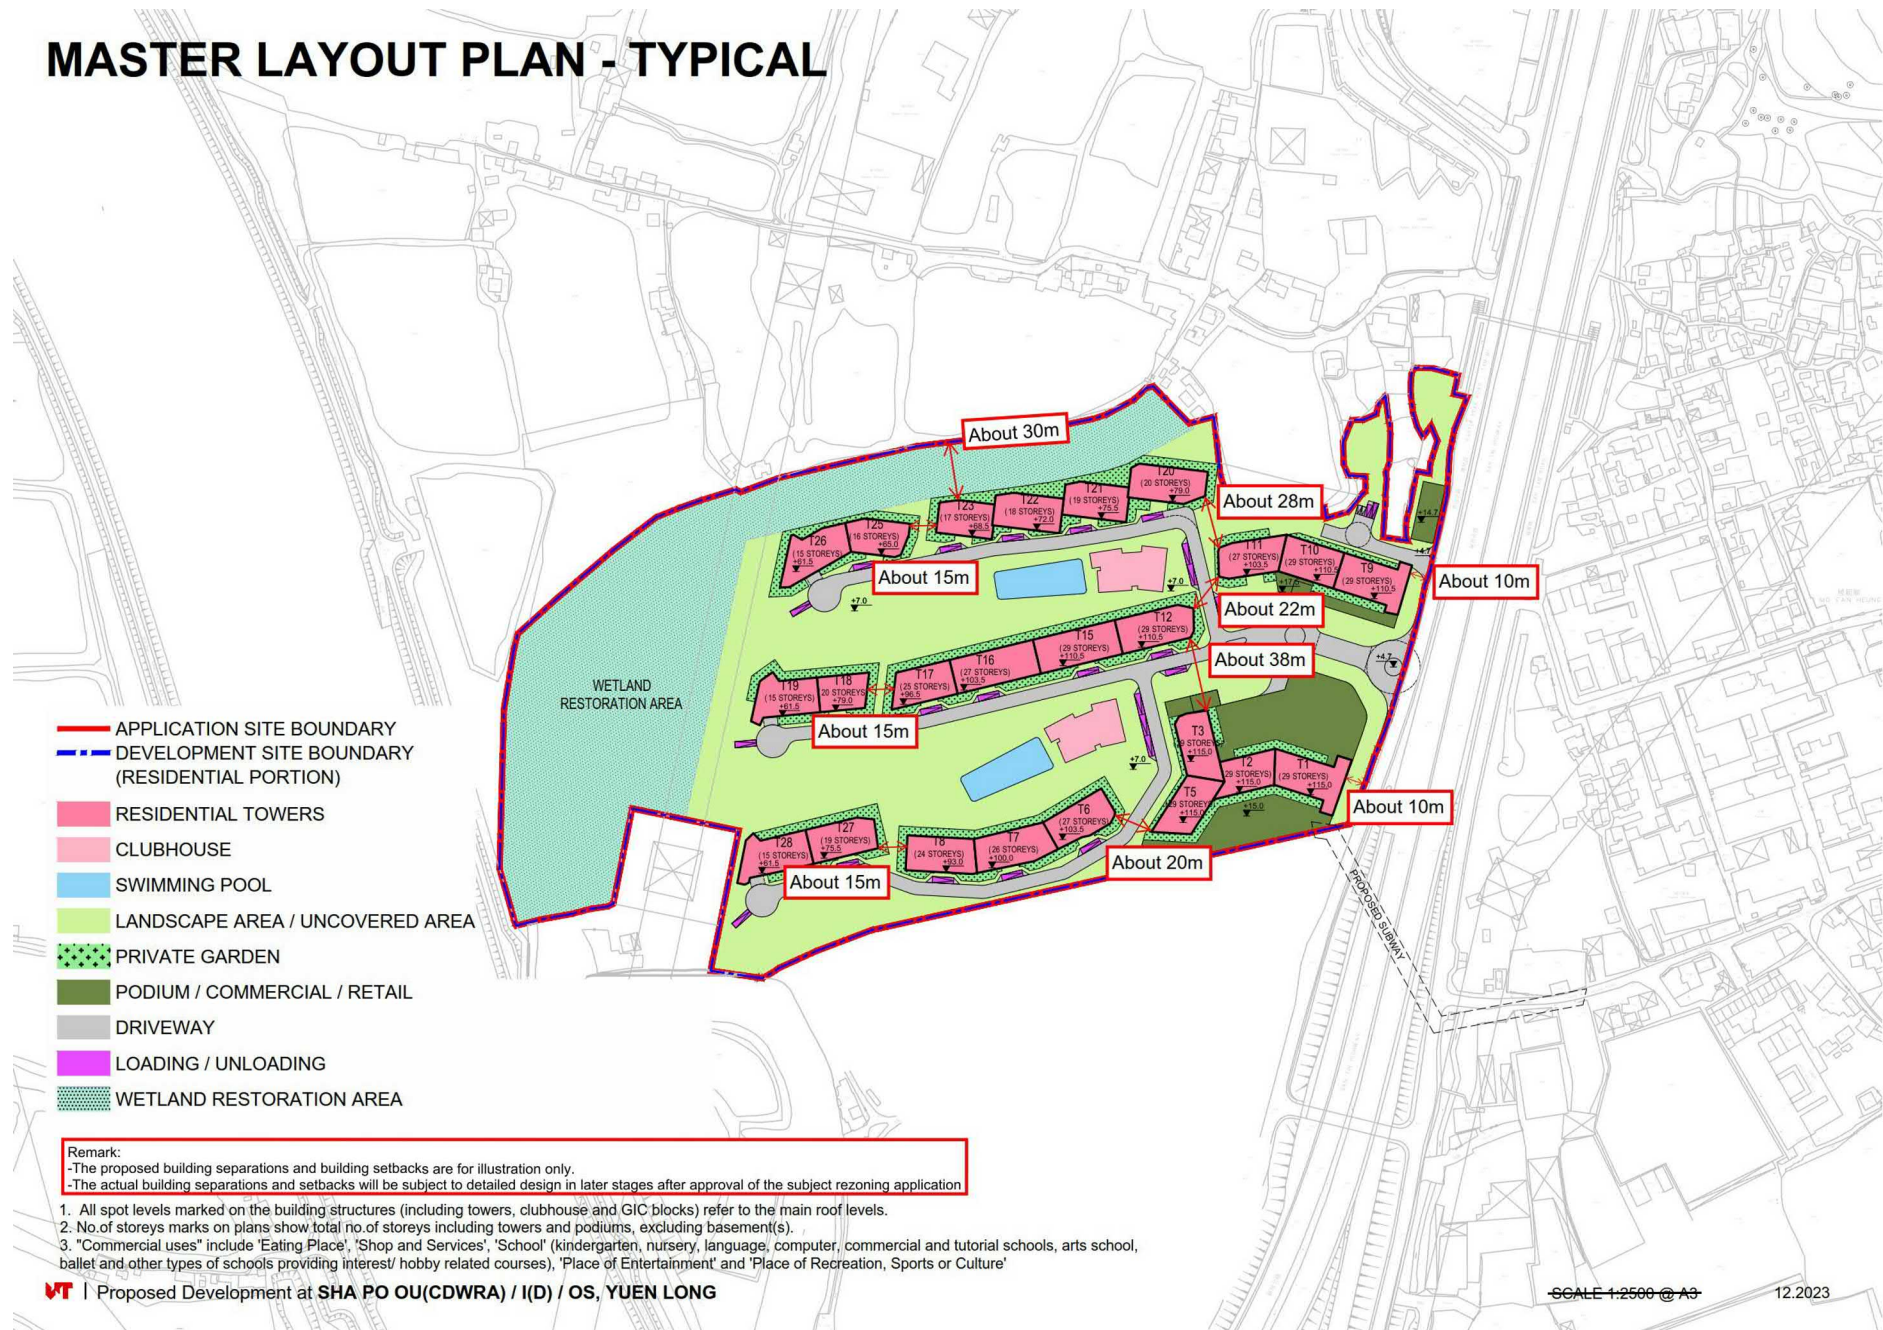 MASTER LAYOUT PLAN - TYPICAL
About 30m
T20
(20 STOREYS)
+79.0
T21
(19 STOREYS)
+75.5
T22
(18 STOREYS)
+72.0
T23
(17 STOREYS)
+68.5
T25
(16 STOREYS)
+65.0
T26
(15 STOREYS)
+61.5
About 28m
+14.7
About 15m
+7.0
+7.0
T11
(27 STOREYS)
+103.5
T10
(29 STOREYS)
+110.5
T9
(29 STOREYS)
+110.5
About 10m
About 22m
T12
(29 STOREYS)
+110.5
T15
(29 STOREYS)
+110.5
T16
(27 STOREYS)
+103.5
T17
(25 STOREYS)
+96.5
T18
20 STOREYS)
+79.0
T19
(15 STOREYS)
+61.5
About 38m
+4.7
WETLAND
RESTORATION AREA
About 15m
+7.0
T3
+115.0
T2
29 STOREYS)
+115.0
T1
(29 STOREYS)
+115.0
T5
+115.0
+15.0
About 10m
T6
(27 STOREYS)
+103.5
T7
(26 STOREYS)
+100.0
T8
(24 STOREYS)
+93.0
T27
(19 STOREYS)
+75.5
T28
(15 STOREYS)
+61.5
About 20m
About 15m
PROPOSED SUBWAY
APPLICATION SITE BOUNDARY
DEVELOPMENT SITE BOUNDARY
(RESIDENTIAL PORTION)
RESIDENTIAL TOWERS
CLUBHOUSE
SWIMMING POOL
LANDSCAPE AREA / UNCOVERED AREA
PRIVATE GARDEN
PODIUM / COMMERCIAL / RETAIL
DRIVEWAY
LOADING / UNLOADING
WETLAND RESTORATION AREA
Remark:
-The proposed building separations and building setbacks are for illustration only.
-The actual building separations and setbacks will be subject to detailed design in later stages after approval of the subject rezoning application
1. All spot levels marked on the building structures (including towers, clubhouse and GIC blocks) refer to the main roof levels.
2. No.of storeys marks on plans show total no.of storeys including towers and podiums, excluding basement(s).
3. "Commercial uses" include 'Eating Place', 'Shop and Services', 'School' (kindergarten, nursery, language, computer, commercial and tutorial schools, arts school,
ballet and other types of schools providing interest/ hobby related courses), 'Place of Entertainment' and 'Place of Recreation, Sports or Culture'
Proposed Development at SHA PO OU(CDWRA) / I(D) / OS, YUEN LONG
SCALE 1:2500 @ A3
12.2023